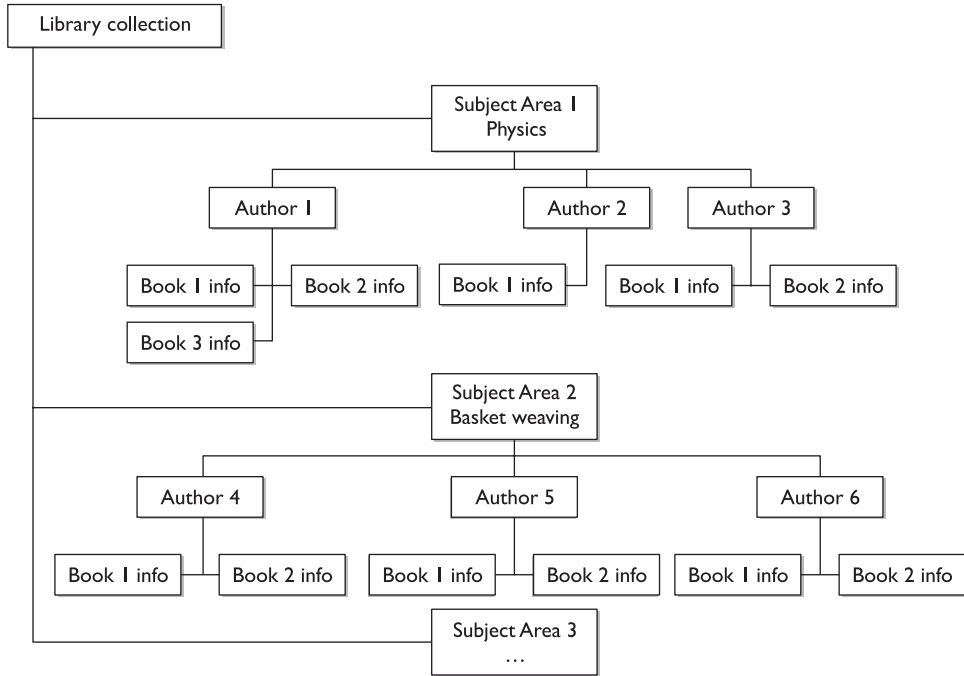 Library collection
Subject Area 1
Physics
Author 1
Author 2
Author 3
Book 1 info
Book 2 info
Book 1 info
Book 1 info
Book 2 info
Book 3 info
Subject Area 2
Basket weaving
Author 4
Author 5
Author 6
Book 1 info
Book 2 info
Book 1 info
Book 2 info
Book 1 info
Book 2 info
Subject Area 3
...